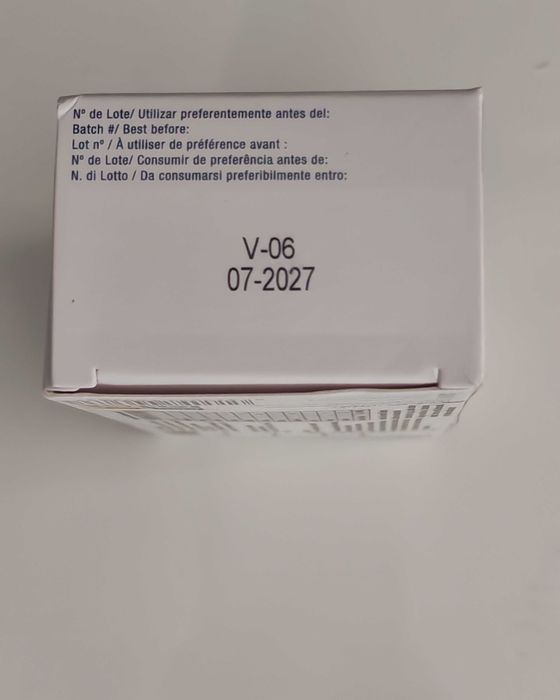 Nº de Lote/ Utilizar preferentemente antes del:
Batch #/ Best before:
Lot nº / À utiliser de préférence avant :
Nº de Lote/ Consumir de preferência antes de:
N. di Lotto / Da consumarsi preferibilmente entro:
V-06
07-2027